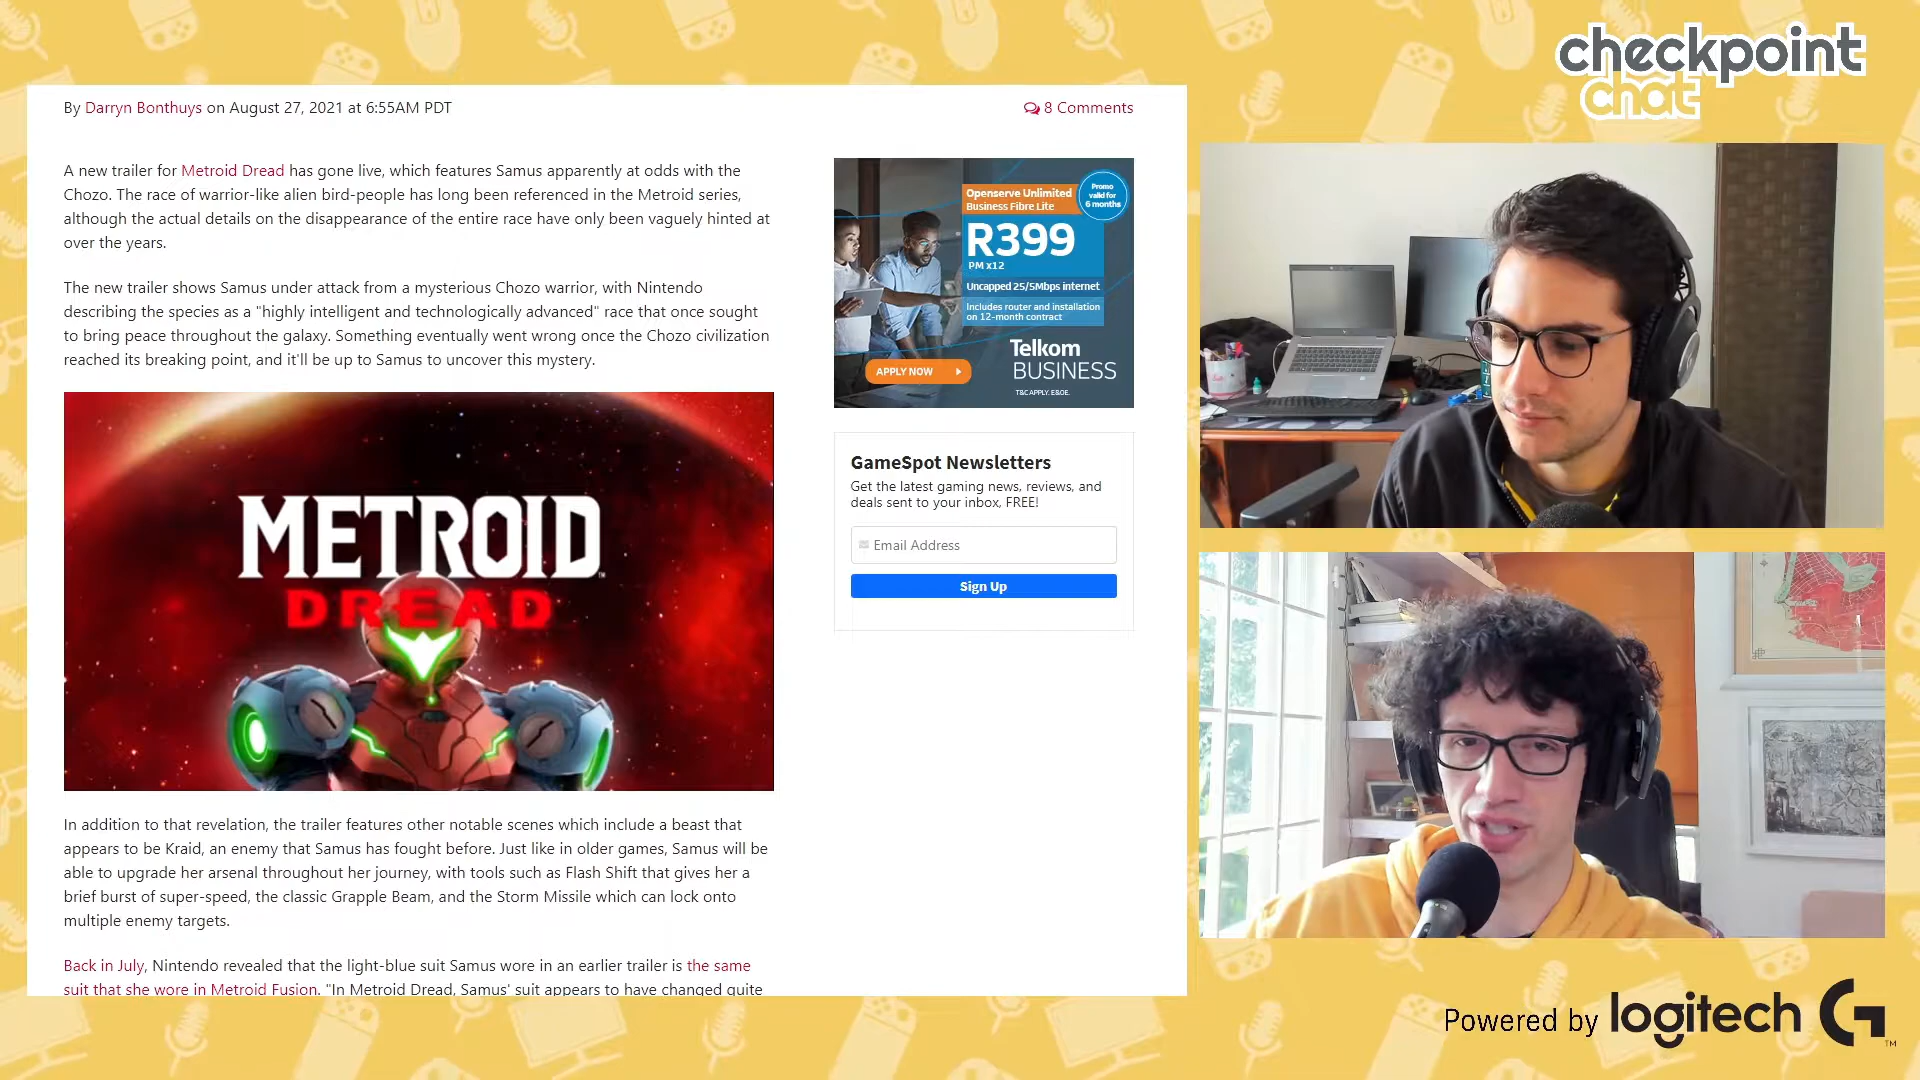 checkpoint
chat
By Darryn Bonthuys on August 27, 2021 at 6:55AM PDT
8 Comments
A new trailer for Metroid Dread has gone live, which features Samus apparently at odds with the
Chozo. The race of warrior-like alien bird-people has long been referenced in the Metroid series,
although the actual details on the disappearance of the entire race have only been vaguely hinted at
over the years.
The new trailer shows Samus under attack from a mysterious Chozo warrior, with Nintendo
describing the species as a "highly intelligent and technologically advanced" race that once sought
to bring peace throughout the galaxy. Something eventually went wrong once the Chozo civilization
reached its breaking point, and it'll be up to Samus to uncover this mystery.
METROID
DREAD
In addition to that revelation, the trailer features other notable scenes which include a beast that
appears to be Kraid, an enemy that Samus has fought before. Just like in older games, Samus will be
able to upgrade her arsenal throughout her journey, with tools such as Flash Shift that gives her a
brief burst of super-speed, the classic Grapple Beam, and the Storm Missile which can lock onto
multiple enemy targets.
Back in July, Nintendo revealed that the light-blue suit Samus wore in an earlier trailer is the same
suit that she wore in Metroid Fusion. "In Metroid Dread, Samus' suit appears to have changed quite
Openserve Unlimited
Business Fibre Lite
Promo
valid for
6 months
R399
PM x12
Uncapped 25/5Mbps internet
Includes router and installation
on 12-month contract
Telkom
BUSINESS
APPLY NOW
T&C APPLY. E&OE.
GameSpot Newsletters
Get the latest gaming news, reviews, and
deals sent to your inbox, FREE!
Email Address
Sign Up
Powered by logitech G TM